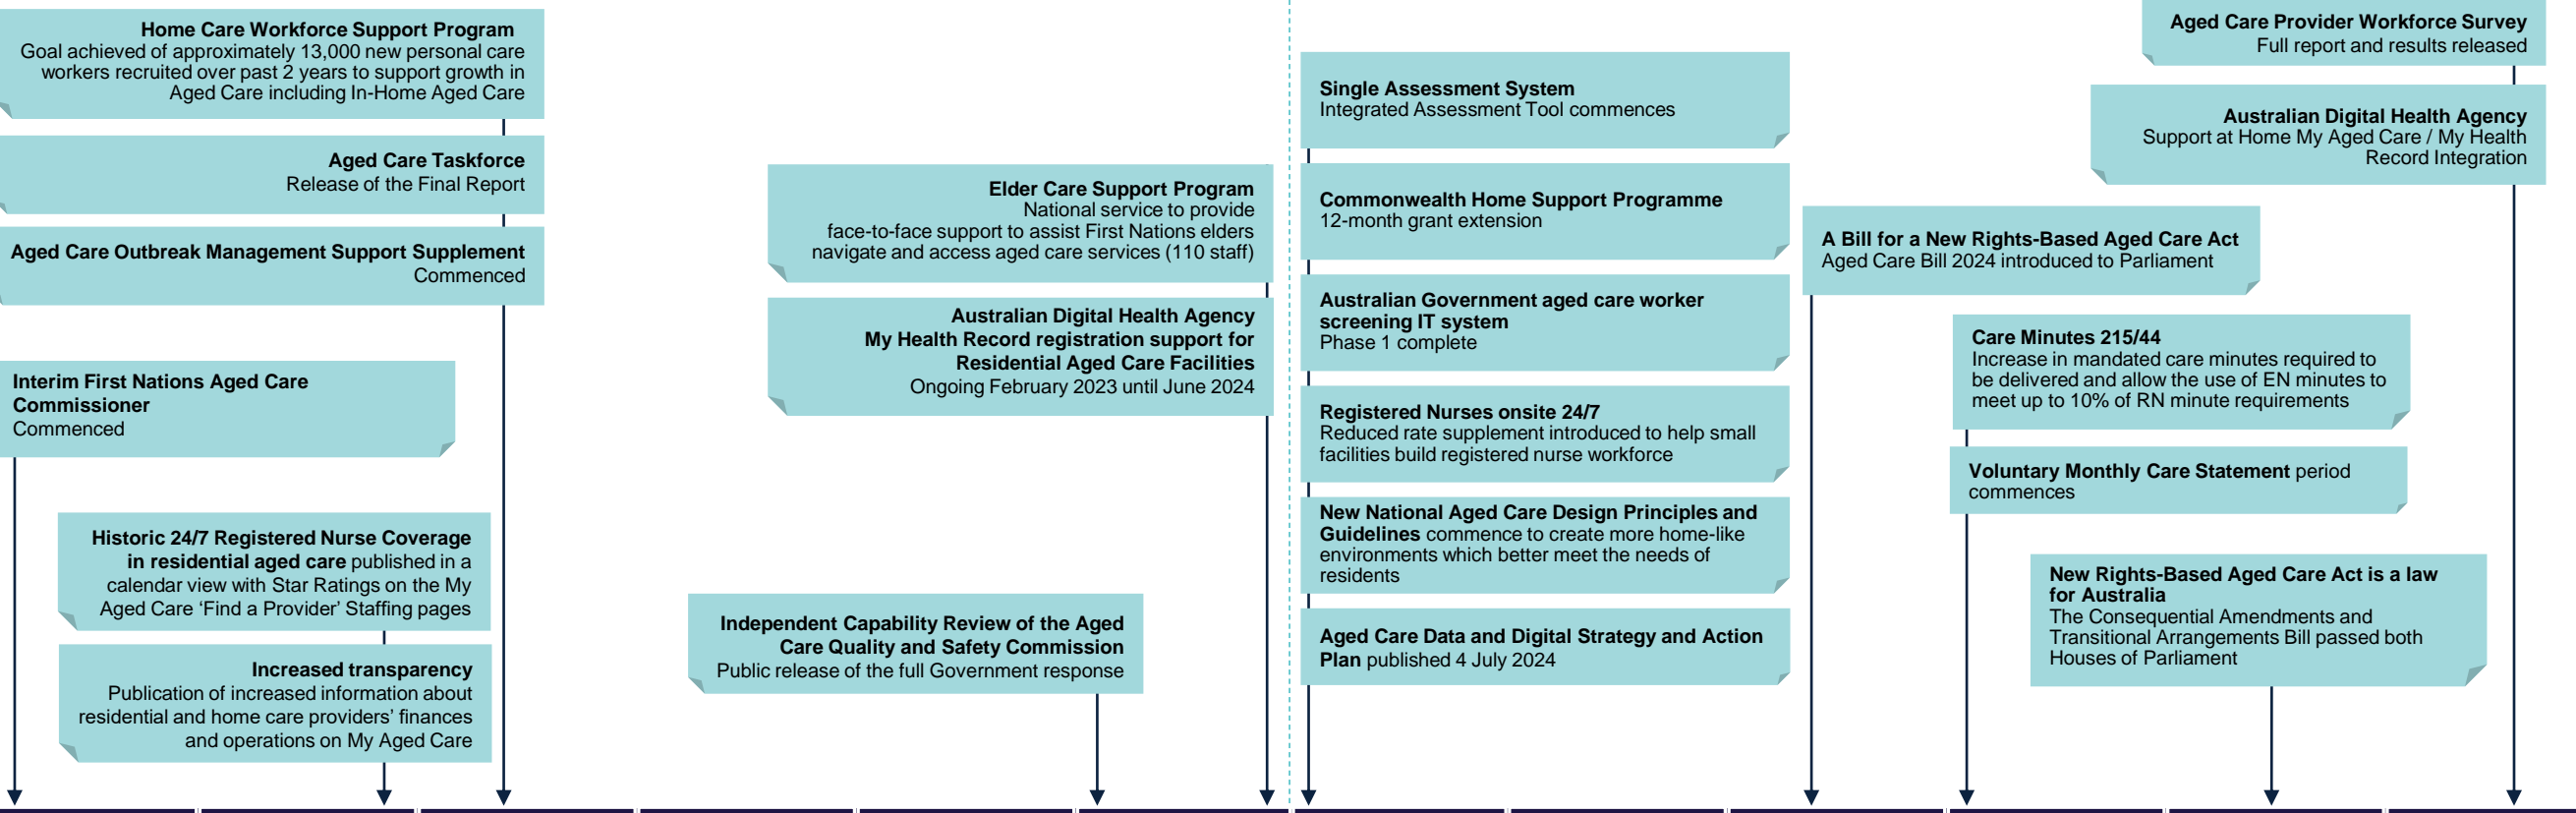 Home Care Workforce Support Program
Goal achieved of approximately 13,000 new personal care
workers recruited over past 2 years to support growth in
Aged Care including In-Home Aged Care
Aged Care Taskforce
Release of the Final Report
Aged Care Outbreak Management Support Supplement
Commenced
Interim First Nations Aged Care
Commissioner
Commenced
Historic 24/7 Registered Nurse Coverage
in residential aged care published in a
calendar view with Star Ratings on the My
Aged Care ‘Find a Provider’ Staffing pages
Increased transparency
Publication of increased information about
residential and home care providers’ finances
and operations on My Aged Care
Elder Care Support Program
National service to provide
face-to-face support to assist First Nations elders
navigate and access aged care services (110 staff)
Australian Digital Health Agency
My Health Record registration support for
Residential Aged Care Facilities
Ongoing February 2023 until June 2024
Independent Capability Review of the Aged
Care Quality and Safety Commission
Public release of the full Government response
Single Assessment System
Integrated Assessment Tool commences
Commonwealth Home Support Programme
12-month grant extension
Australian Government aged care worker
screening IT system
Phase 1 complete
Registered Nurses onsite 24/7
Reduced rate supplement introduced to help small
facilities build registered nurse workforce
New National Aged Care Design Principles and
Guidelines commence to create more home-like
environments which better meet the needs of
residents
Aged Care Data and Digital Strategy and Action
Plan published 4 July 2024
A Bill for a New Rights-Based Aged Care Act
Aged Care Bill 2024 introduced to Parliament
Care Minutes 215/44
Increase in mandated care minutes required to
be delivered and allow the use of EN minutes to
meet up to 10% of RN minute requirements
Voluntary Monthly Care Statement period
commences
New Rights-Based Aged Care Act is a law
for Australia
The Consequential Amendments and
Transitional Arrangements Bill passed both
Houses of Parliament
Aged Care Provider Workforce Survey
Full report and results released
Australian Digital Health Agency
Support at Home My Aged Care / My Health
Record Integration